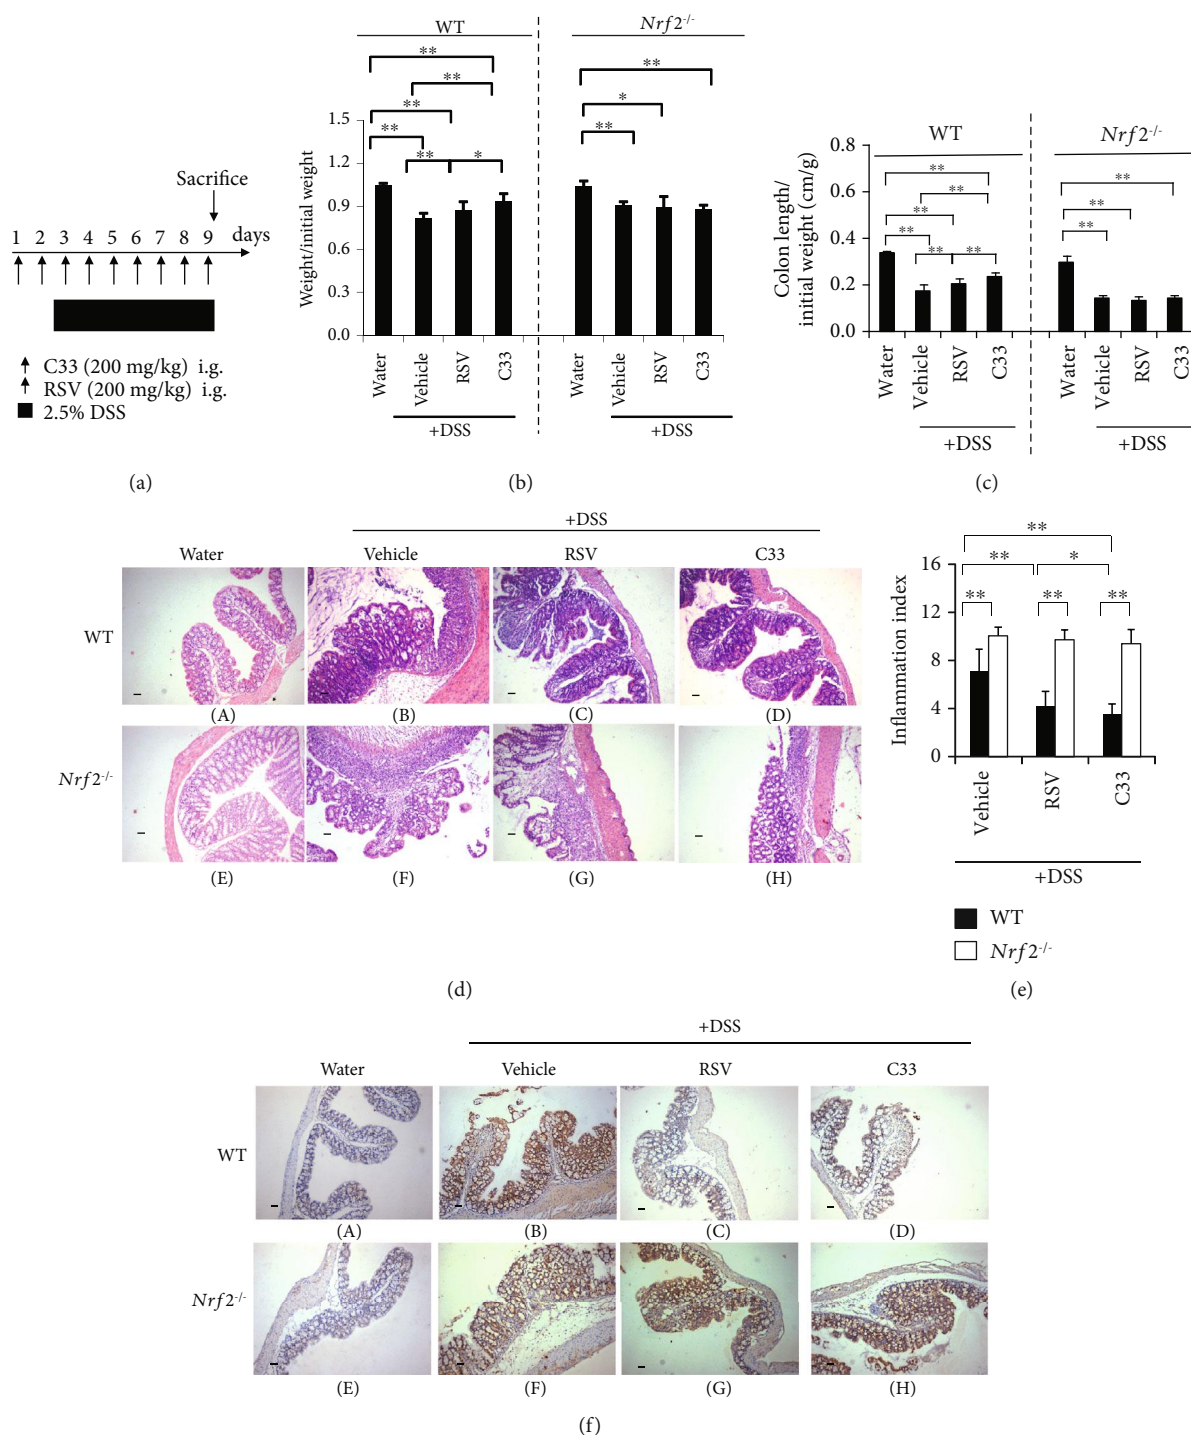 Sacrifice
1 2 3 4 5 6 7 8 9 days
C33 (200 mg/kg) i.g.
RSV (200 mg/kg) i.g.
2.5% DSS
(a)
WT
Nrf2-/-
**
**
**
**
**
*
**
*
**
Weight/initial weight
1.5
1.2
0.9
0.6
0.3
0.0
Water
Vehicle
RSV
C33
Water
Vehicle
RSV
C33
+DSS
+DSS
(b)
WT
Nrf2-/-
**
**
**
**
**
**
**
**
**
Colon length/
initial weight (cm/g)
0.8
0.6
0.4
0.2
0.0
Water
Vehicle
RSV
C33
Water
Vehicle
RSV
C33
+DSS
+DSS
(c)
+DSS
Water Vehicle RSV C33
WT
(A) (B) (C) (D)
Nrf2-/-
(E) (F) (G) (H)
(d)
**
** *
** ** **
Inflammation index
16
12
8
4
0
Vehicle
RSV
C33
+DSS
WT
Nrf2-/-
(e)
+DSS
Water Vehicle RSV C33
WT
(A) (B) (C) (D)
Nrf2-/-
(E) (F) (G) (H)
(f)